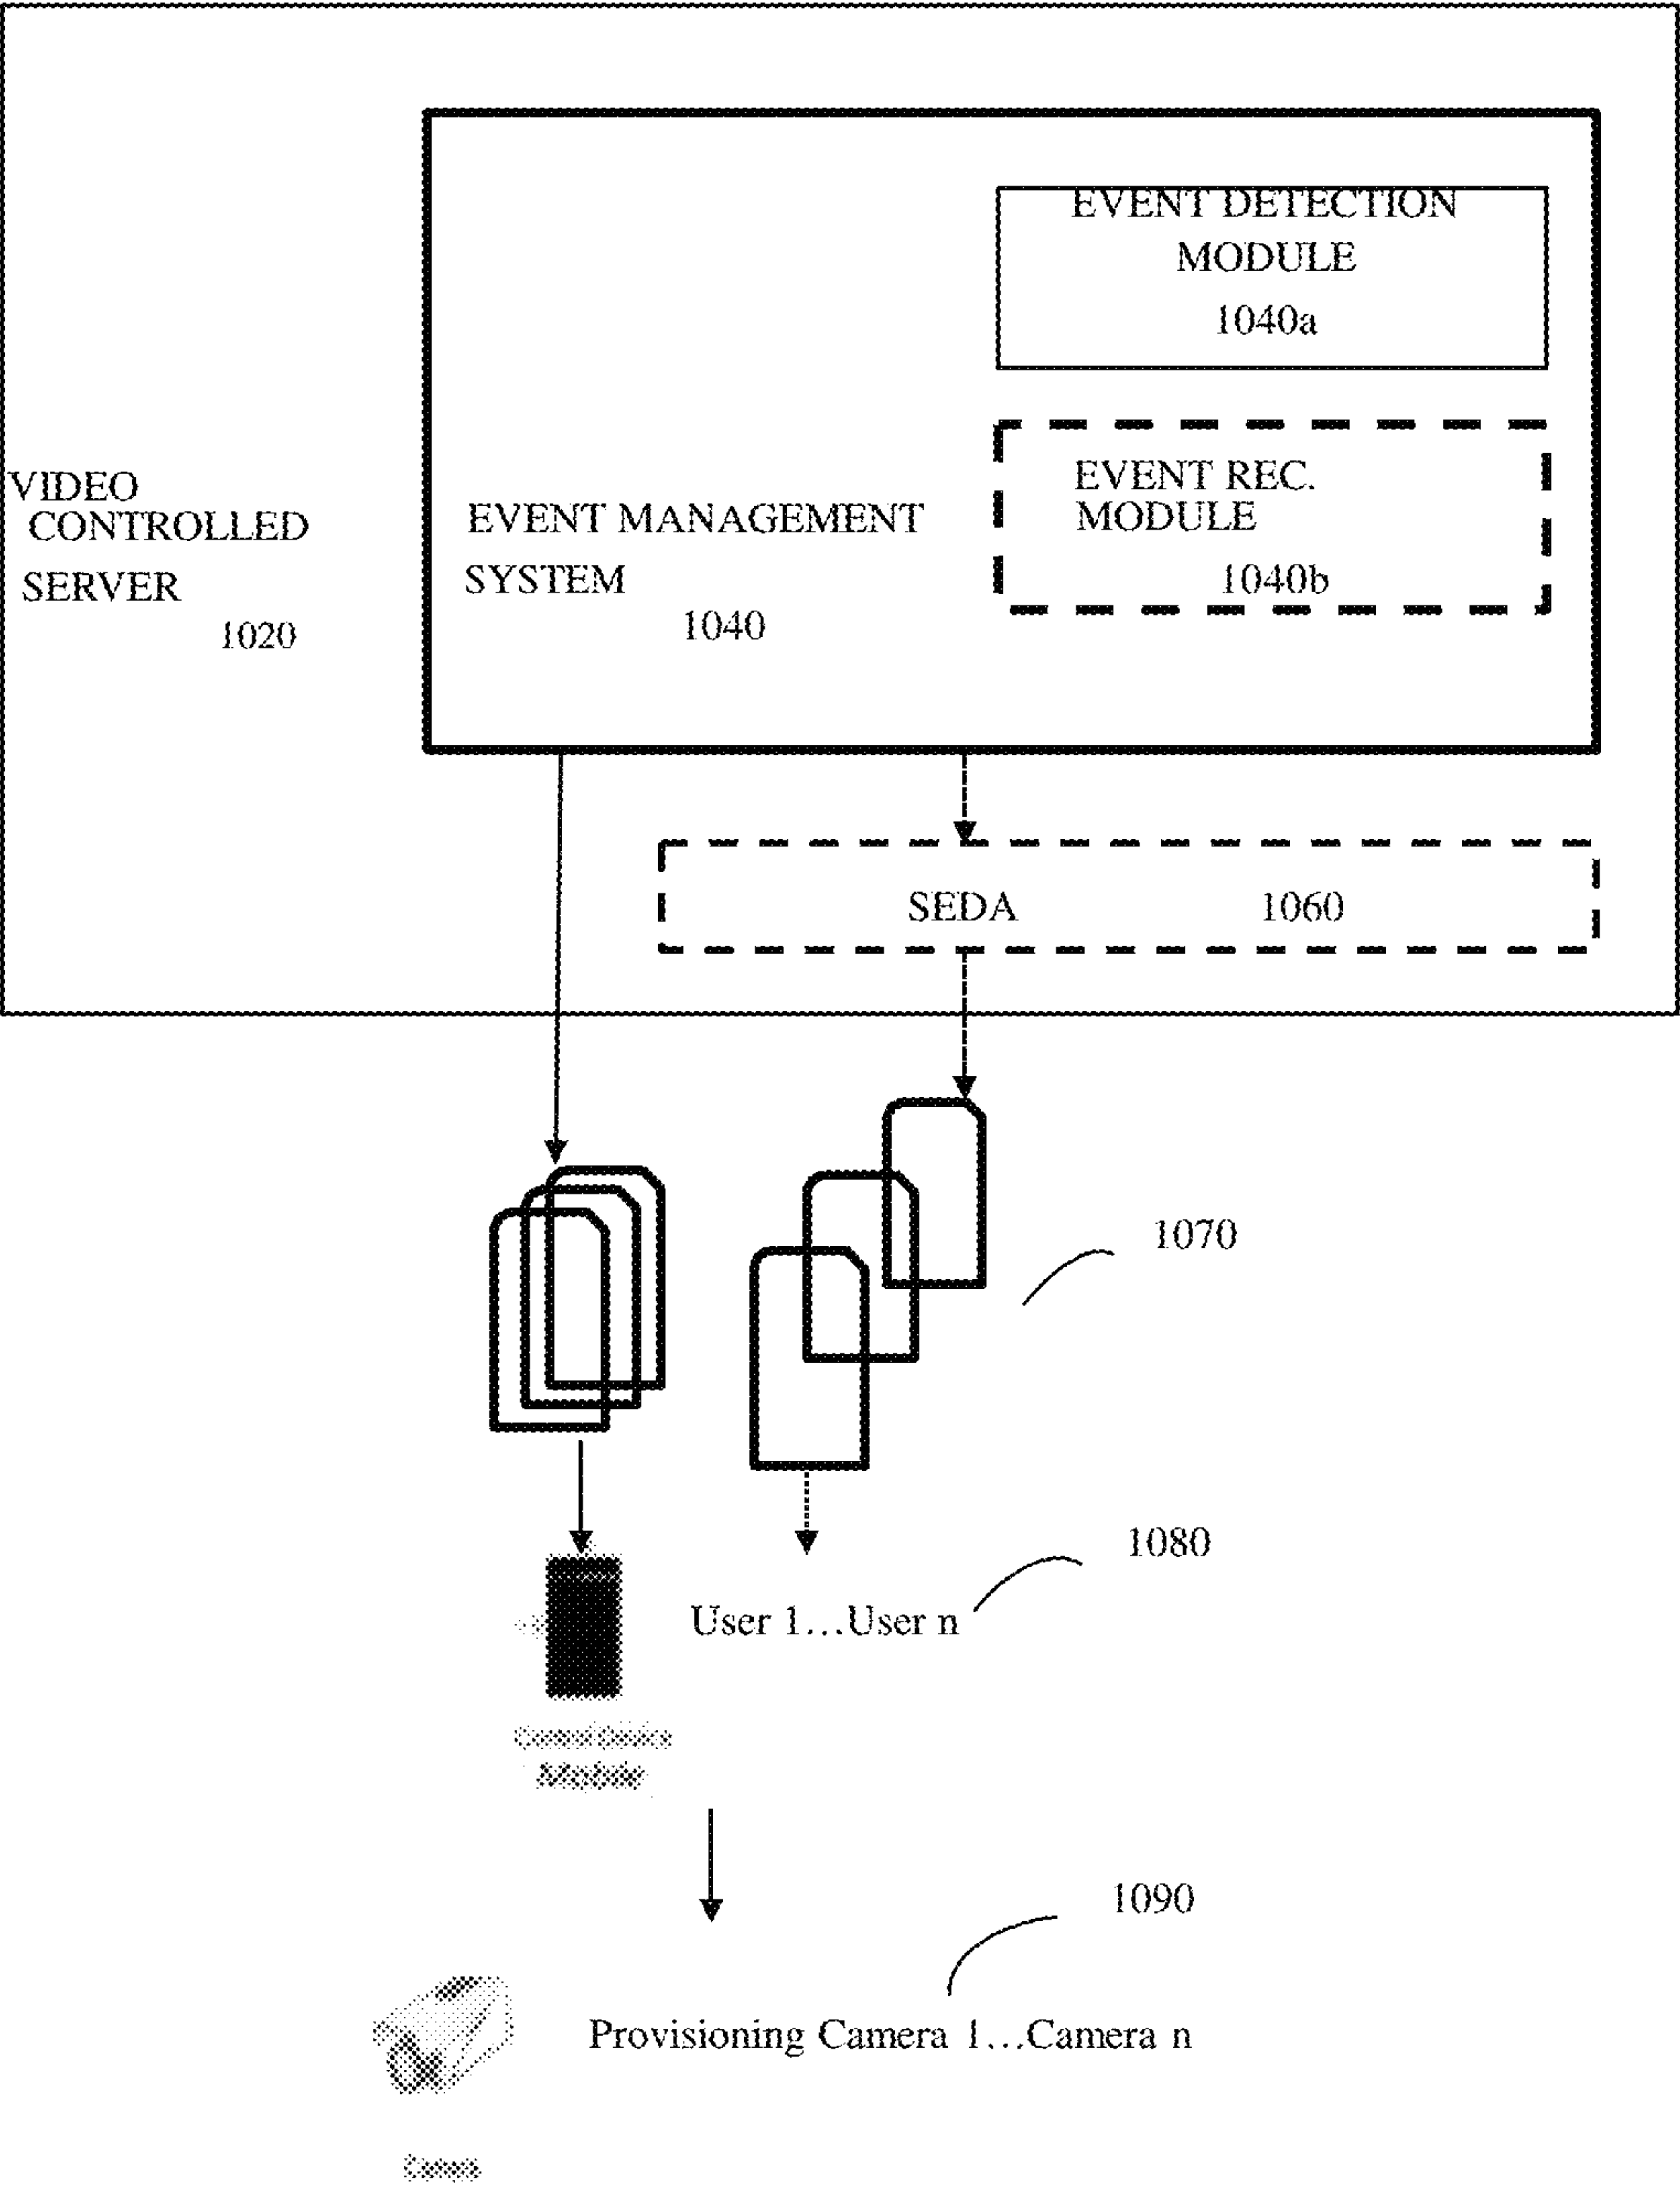 EVENT DETECTION
MODULE
1040a
EVENT REC.
MODULE
1040b
VIDEO
CONTROLLED
SERVER
1020
EVENT MANAGEMENT
SYSTEM
1040
SEDA 1060
1070
1080
User 1...User n
1090
Provisioning Camera 1...Camera n